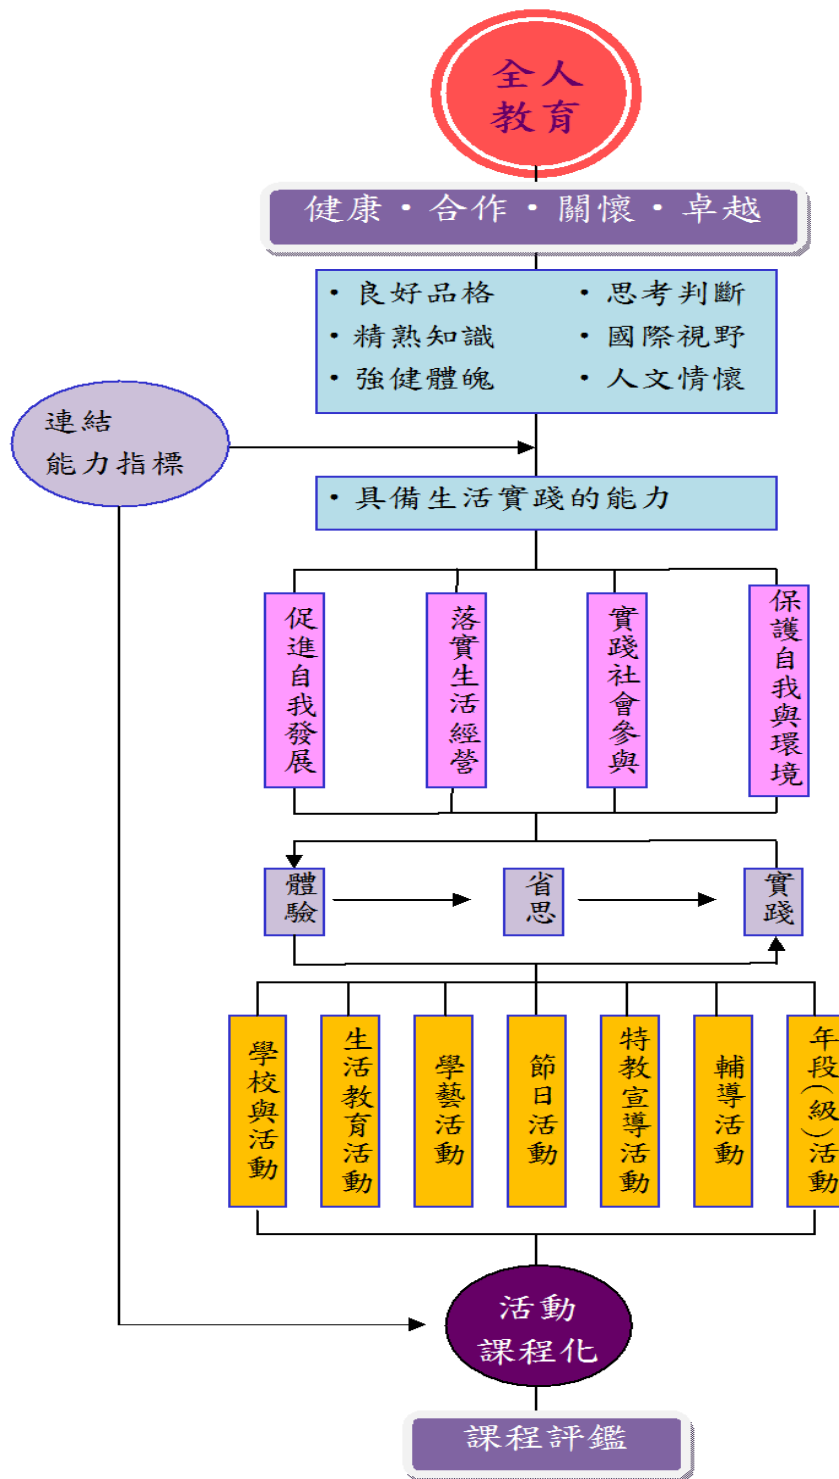 全人
教育
健康・合作・關懷・卓越
・良好品格 ・思考判斷
・精熟知識 ・國際視野
・強健體魄 ・人文情懷
連結
能力指標
・具備生活實踐的能力
促進自我發展
落實生活經營
實踐社會參與
保護自我與環境
體驗
省思
實踐
學校與活動
生活教育活動
學藝活動
節日活動
特教宣導活動
輔導活動
年段(級)活動
活動
課程化
課程評鑑